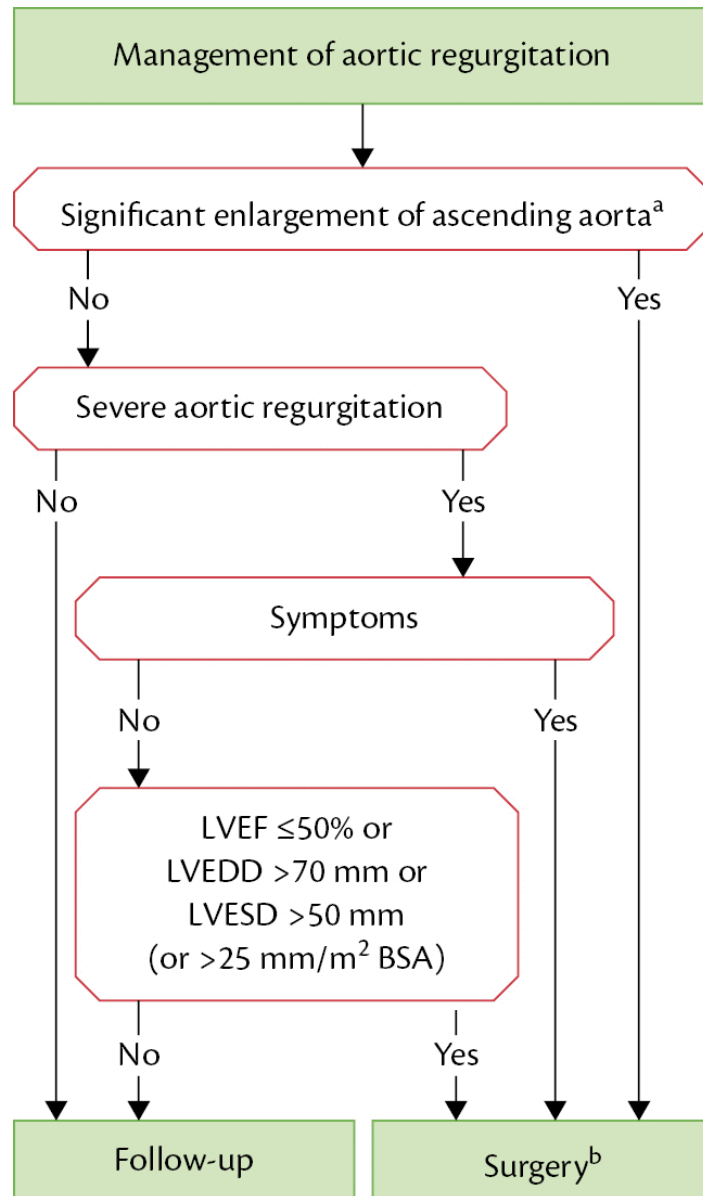 Management of aortic regurgitation
Significant enlargement of ascending aortaᵃ
No
Yes
Severe aortic regurgitation
No
Yes
Symptoms
No
Yes
LVEF ≤50% or
LVEDD >70 mm or
LVESD >50 mm
(or >25 mm/m² BSA)
No
Yes
Follow-up
Surgeryᵇ